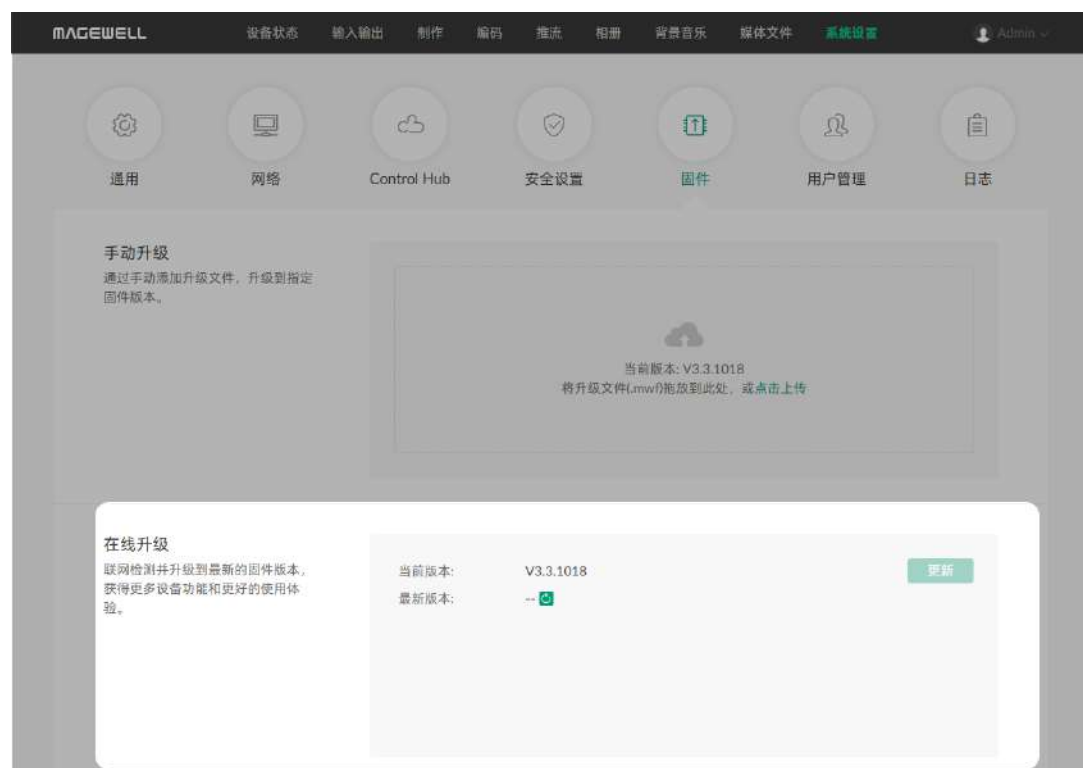 MAGEWELL 设备状态 输入输出 制作 编码 推流 相册 背景音乐 媒体文件 系统设置 Admin
通用 网络 Control Hub 安全设置 固件 用户管理 日志
手动升级
通过手动添加升级文件，升级到指定
固件版本。
当前版本: V3.3.1018
将升级文件(.mwf)拖放到此处，或点击上传
在线升级
联网检测并升级到最新的固件版本，
获得更多设备功能和更好的使用体
验。
当前版本: V3.3.1018 更新
最新版本: --